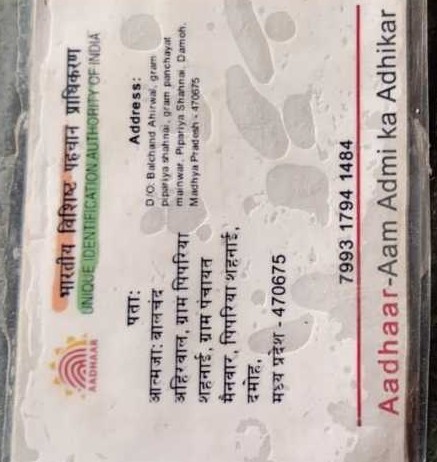 भारतीय विशिष्ट पहचान प्राधिकरण
UNIQUE IDENTIFICATION AUTHORITY OF INDIA
AADHAAR
पता:
आत्मजा: बालचंद
अहिरवाल, ग्राम पिपरिया
शहनाई, ग्राम पंचायत
मैनवार, पिपरिया शहनाई,
दमोह,
मध्य प्रदेश - 470675
Address:
D/O: Balchand Ahirwal, gram
pipariya shahnai, gram panchayat
mainwar, Pipariya Shahnai, Damoh,
Madhya Pradesh - 470675
7993 1794 1484
Aadhaar-Aam Admi ka Adhikar